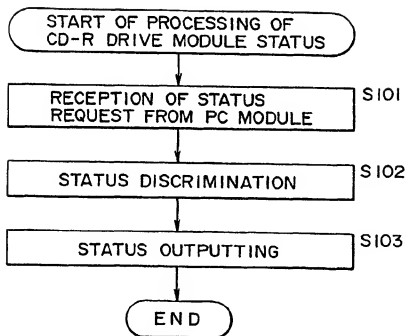 START OF PROCESSING OF
CD-R DRIVE MODULE STATUS
RECEPTION OF STATUS
REQUEST FROM PC MODULE
S101
STATUS DISCRIMINATION
S102
STATUS OUTPUTTING
S103
END